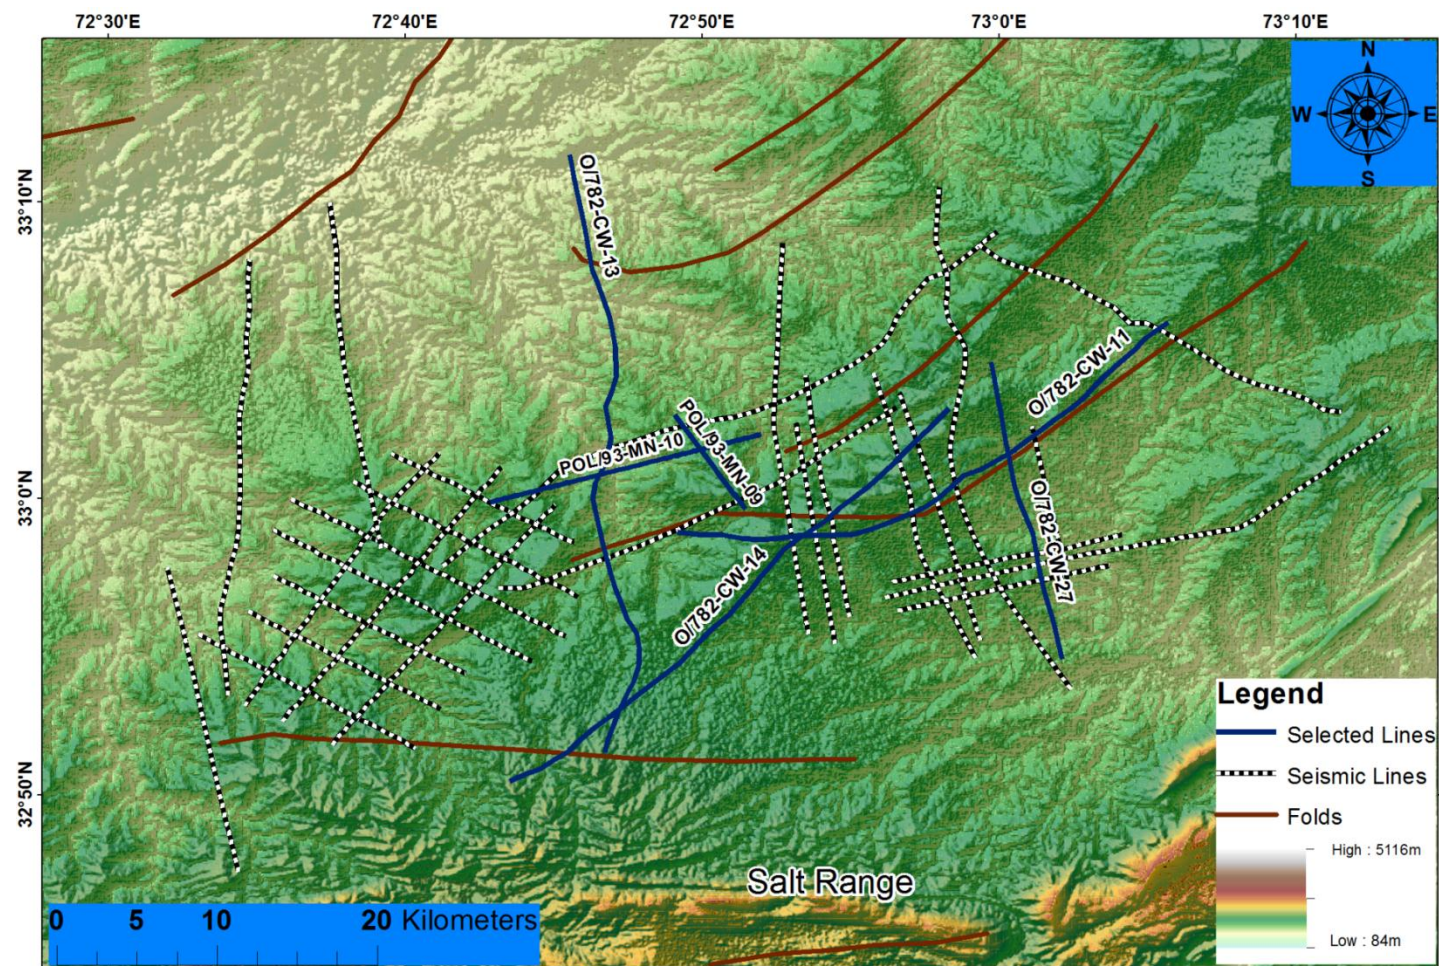 72°30'E 72°40'E 72°50'E 73°0'E 73°10'E
N
W E
S
33°10'N
33°0'N
32°50'N
O/782-CW-13
O/782-CW-11
POL/93-MN-10
POL/93-MN-09
O/782-CW-27
O/782-CW-14
Salt Range
0 5 10 20 Kilometers
Legend
Selected Lines
Seismic Lines
Folds
High : 5116m
Low : 84m